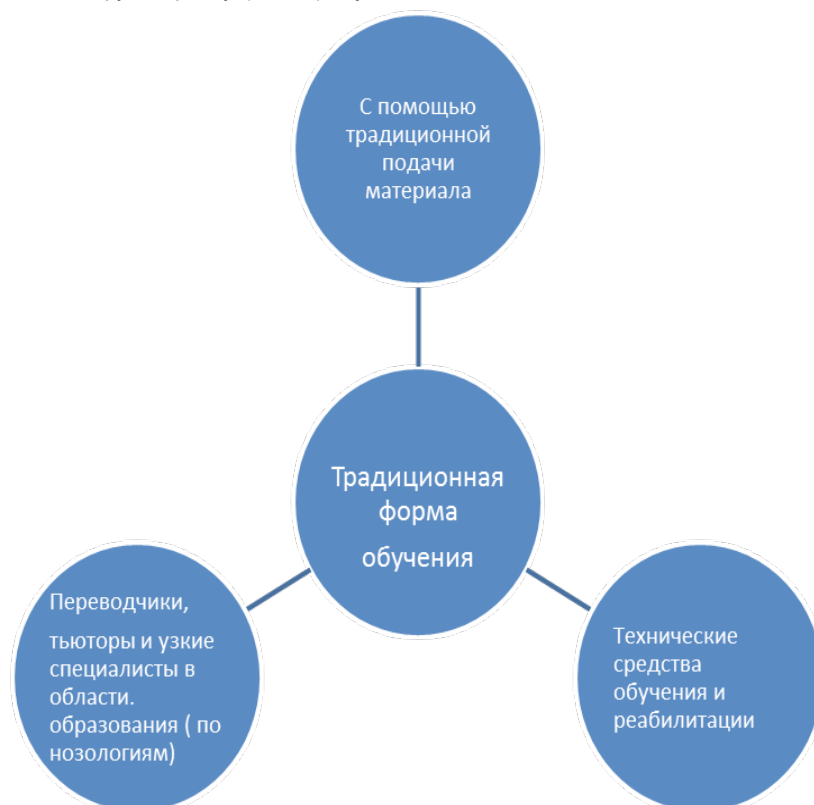 С помощью
традиционной
подачи
материала
Традиционная
форма
обучения
Переводчики,
тьюторы и узкие
специалисты в
области.
образования ( по
нозологиям)
Технические
средства
обучения и
реабилитации